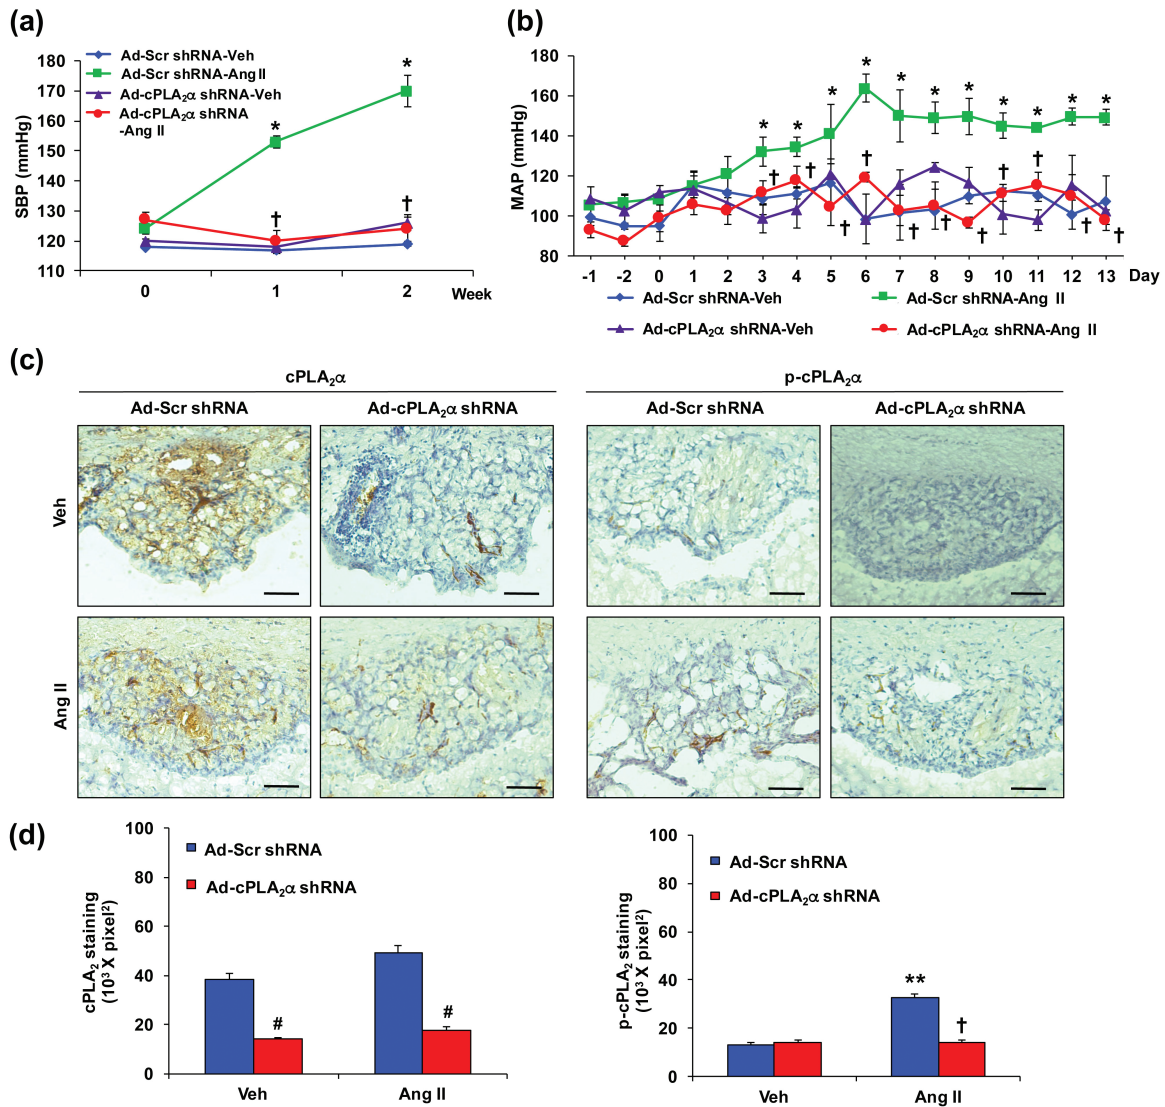 (a)
Ad-Scr shRNA-Veh
Ad-Scr shRNA-Ang II
Ad-cPLA₂α shRNA-Veh
Ad-cPLA₂α shRNA
-Ang II
SBP (mmHg)
180
170
160
150
140
130
120
110
*
*
†
†
0
1
2
Week
(b)
MAP (mmHg)
180
160
140
120
100
80
*
*
*
*
*
*
*
*
*
*
*
†
†
†
†
†
†
†
†
†
†
†
-1
-2
0
1
2
3
4
5
6
7
8
9
10
11
12
13
Day
Ad-Scr shRNA-Veh
Ad-Scr shRNA-Ang II
Ad-cPLA₂α shRNA-Veh
Ad-cPLA₂α shRNA-Ang II
(c)
cPLA₂α
p-cPLA₂α
Ad-Scr shRNA
Ad-cPLA₂α shRNA
Ad-Scr shRNA
Ad-cPLA₂α shRNA
Veh
Ang II
(d)
cPLA₂ staining
(10³ X pixel²)
100
80
60
40
20
0
Ad-Scr shRNA
Ad-cPLA₂α shRNA
#
#
Veh
Ang II
p-cPLA₂ staining
(10³ X pixel²)
100
80
60
40
20
0
Ad-Scr shRNA
Ad-cPLA₂α shRNA
**
†
Veh
Ang II